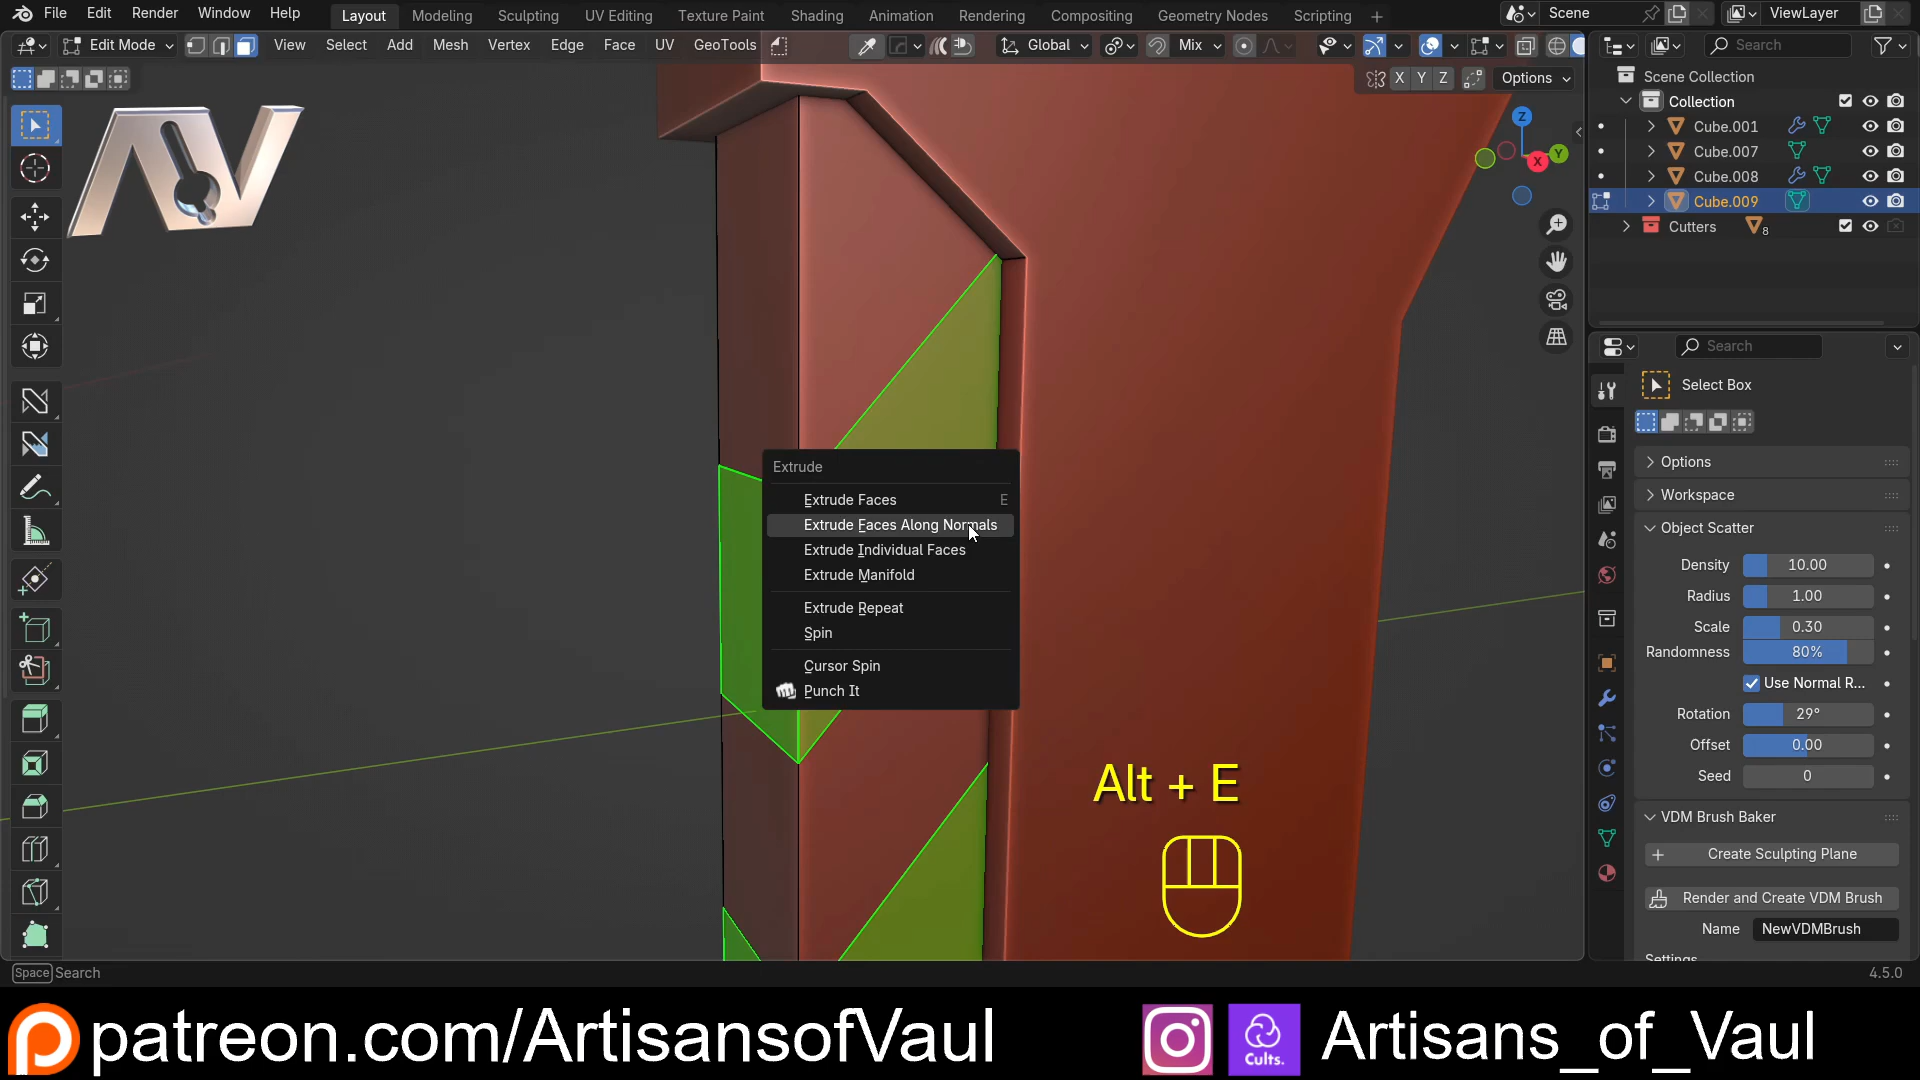 File Edit Render Window Help Layout Modeling Sculpting UV Editing Texture Paint Shading Animation Rendering Compositing Geometry Nodes Scripting + Scene ViewLayer
Edit Mode View Select Add Mesh Vertex Edge Face UV GeoTools Global Mix Search
X Y Z Options
Scene Collection
Collection
Cube.001
Cube.007
Cube.008
Cube.009
Cutters 8
Z
Y
X
AV
Search
Select Box
Options
Workspace
Object Scatter
Density 10.00
Radius 1.00
Scale 0.30
Randomness 80%
Use Normal R...
Rotation 29°
Offset 0.00
Seed 0
VDM Brush Baker
Create Sculpting Plane
Render and Create VDM Brush
Name NewVDMBrush
Settings
Extrude
Extrude Faces E
Extrude Faces Along Normals
Extrude Individual Faces
Extrude Manifold
Extrude Repeat
Spin
Cursor Spin
Punch It
Alt + E
Space Search
4.5.0
patreon.com/ArtisansofVaul
Cults.
Artisans_of_Vaul